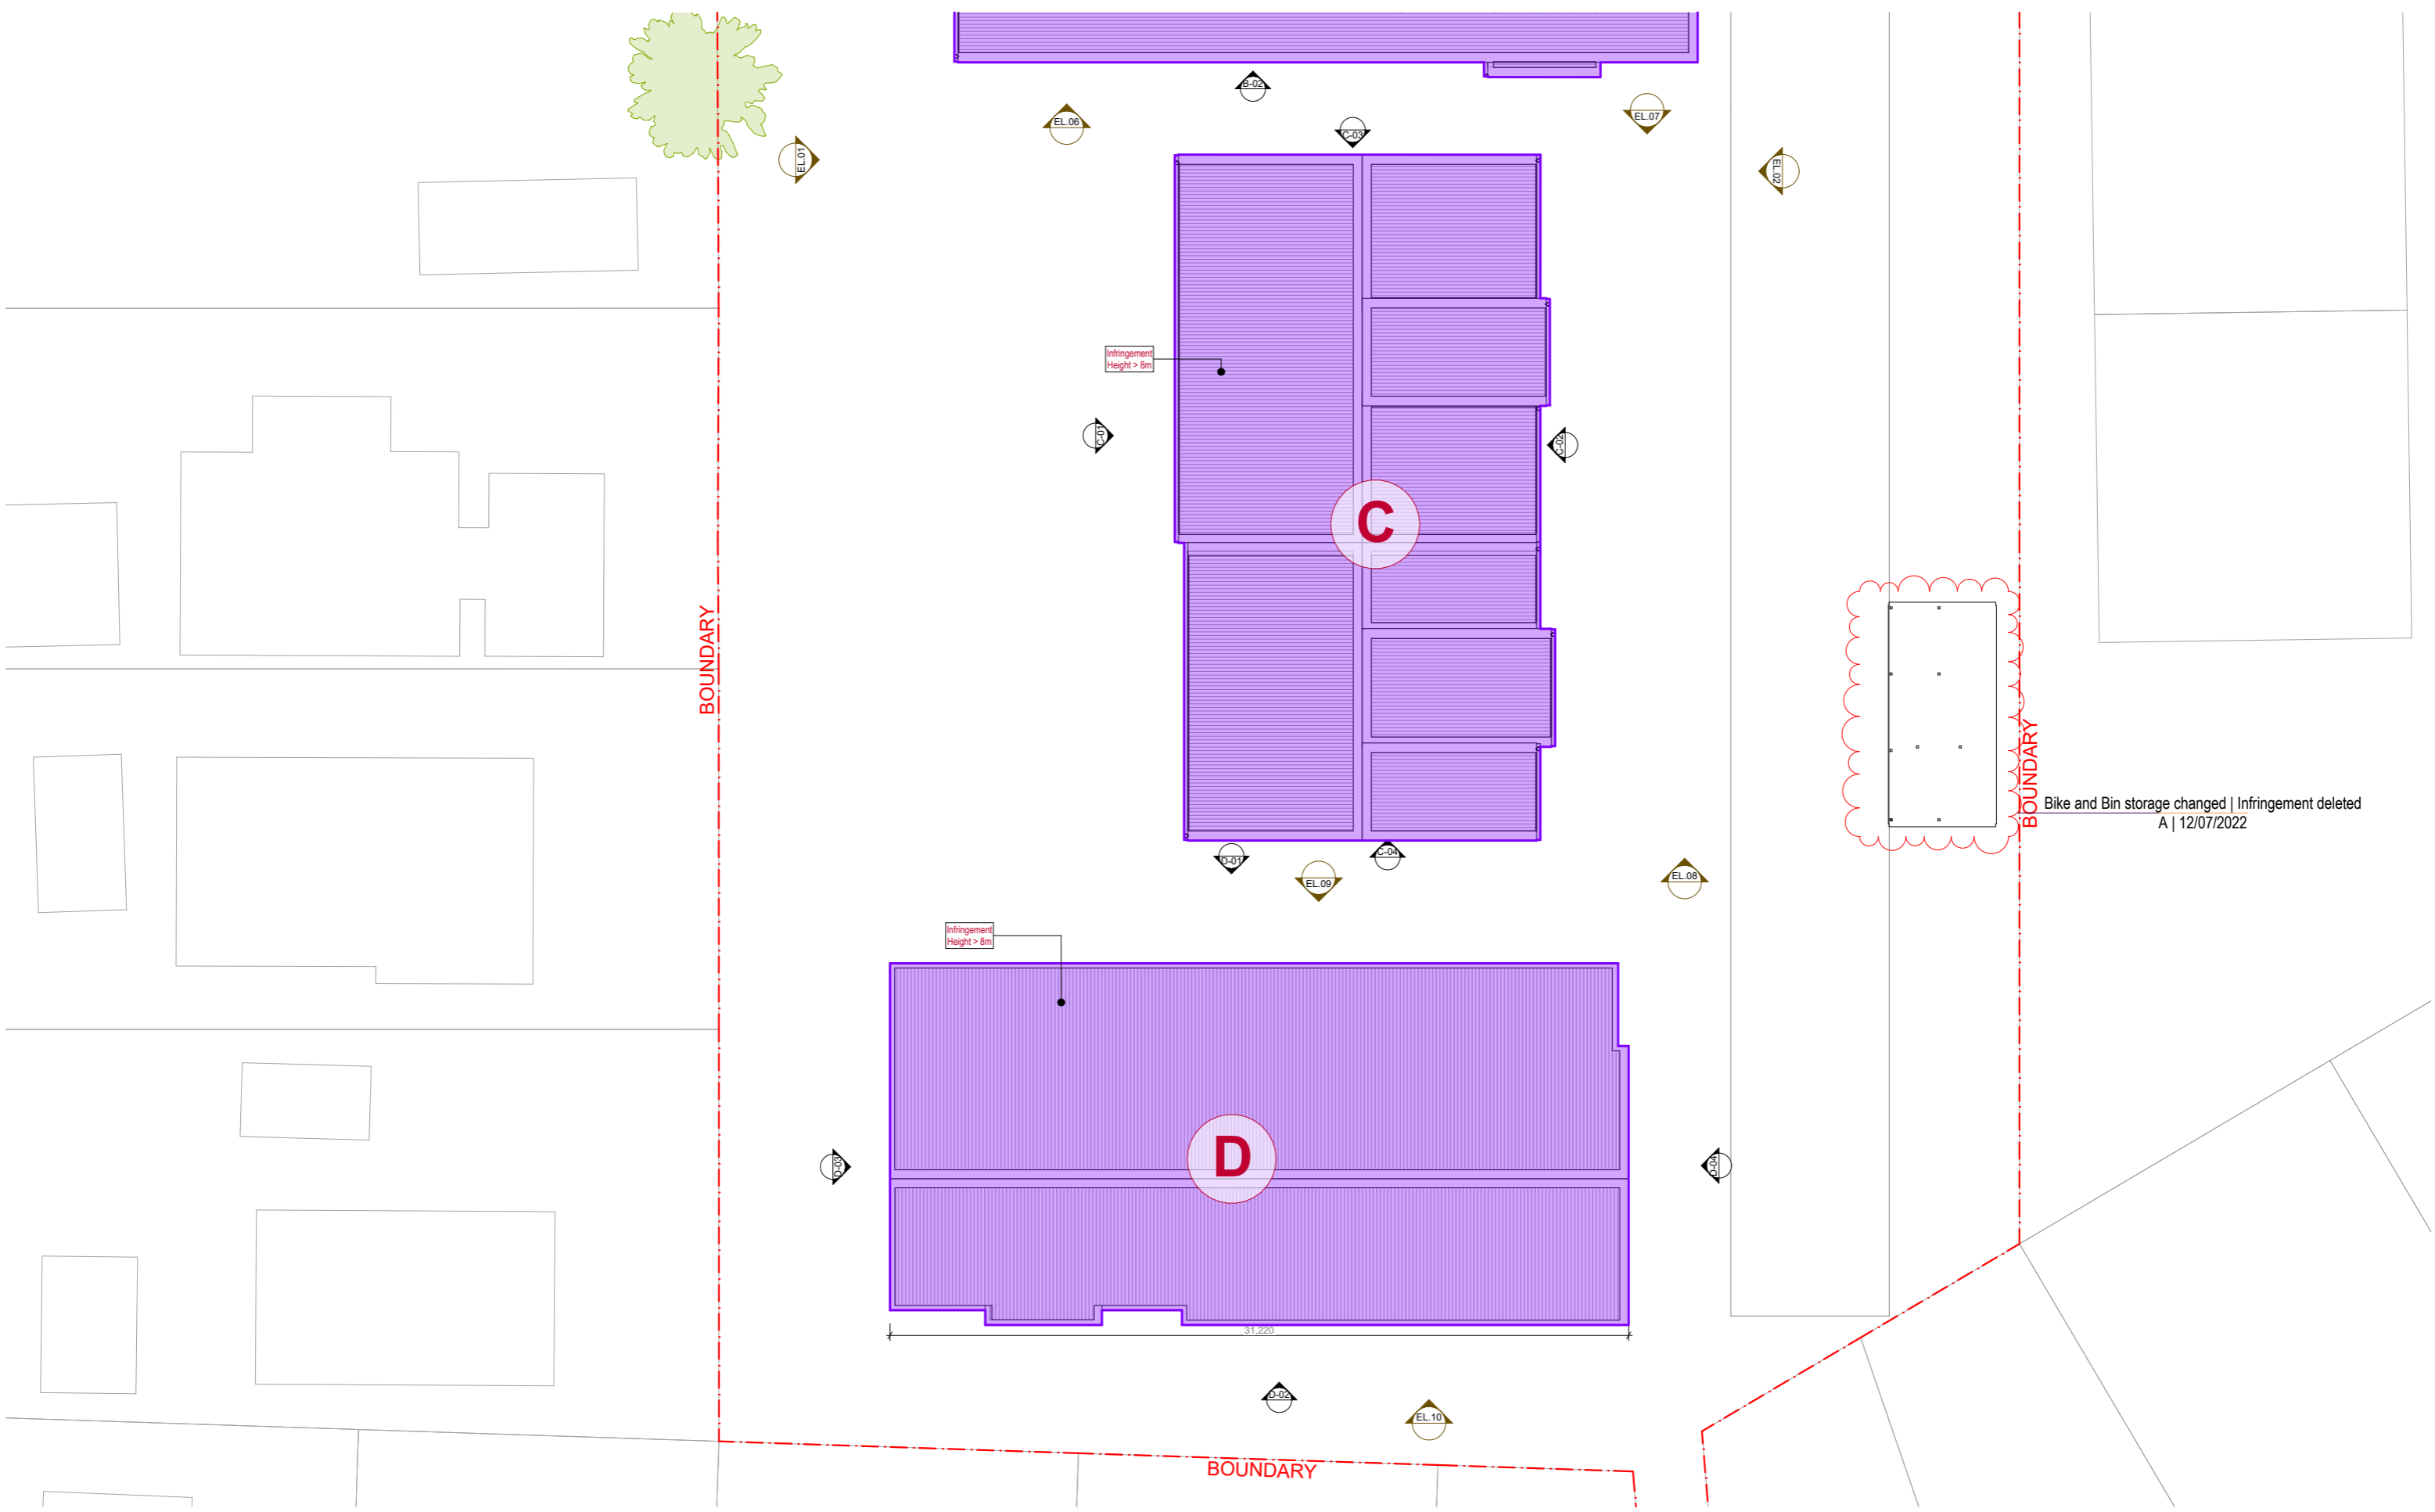 B-02
EL.06
EL.07
C-03
EL.01
EL.02
Infringement
Height > 8m
C-01
C-02
C
BOUNDARY
BOUNDARY
Bike and Bin storage changed | Infringement deleted
A | 12/07/2022
D-01
C-04
EL.09
EL.08
Infringement
Height > 8m
D
D-03
D-04
31,220
D-02
EL.10
BOUNDARY